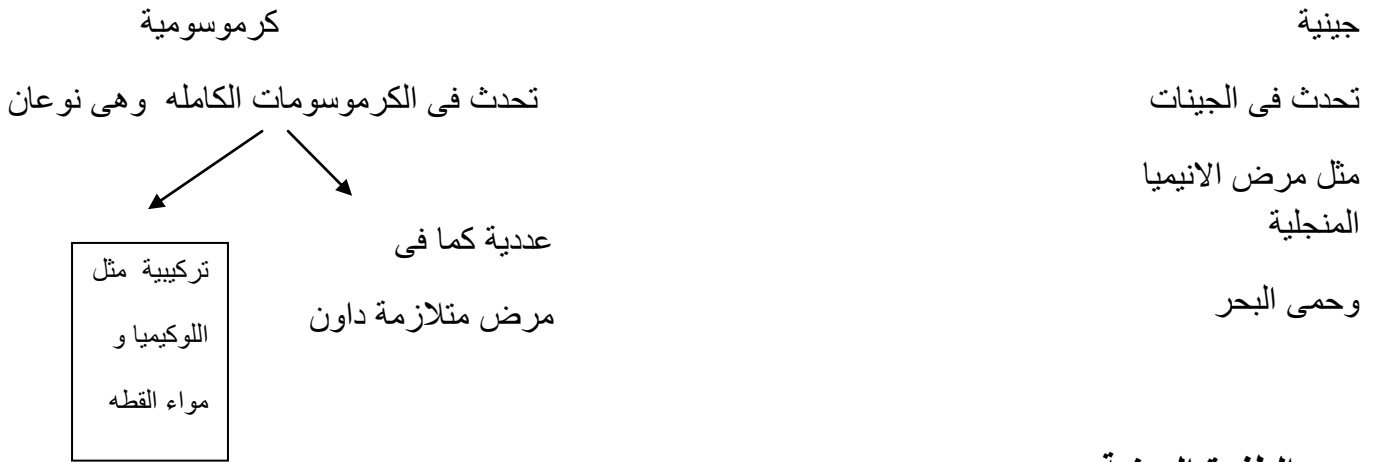 جينية
كرموسومية
تحدث فى الجينات
تحدث فى الكرموسومات الكامله وهى نوعان
مثل مرض الانيميا
المنجلية
وحمى البحر
عددية كما فى
مرض متلازمة داون
تركيبية مثل
اللوكيميا و
مواء القطه